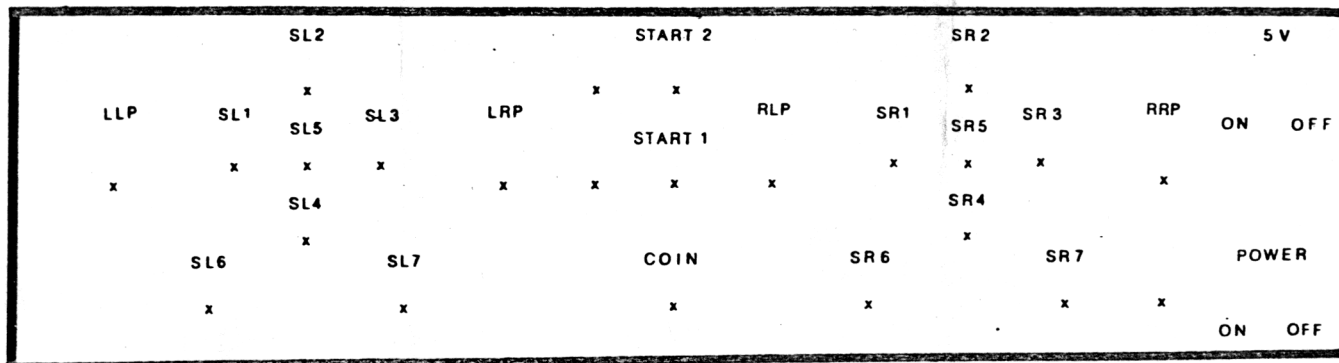 SL2 START 2 SR2 5 V
x x x x
LLP SL1 SL3 LRP RLP SR1 SR3 RRP
SL5 START 1 SR5 ON OFF
x x x x x x
x x x x x x
SL4 SR4
x x
SL6 SL7 COIN SR6 SR7 POWER
x x x x x x
ON OFF